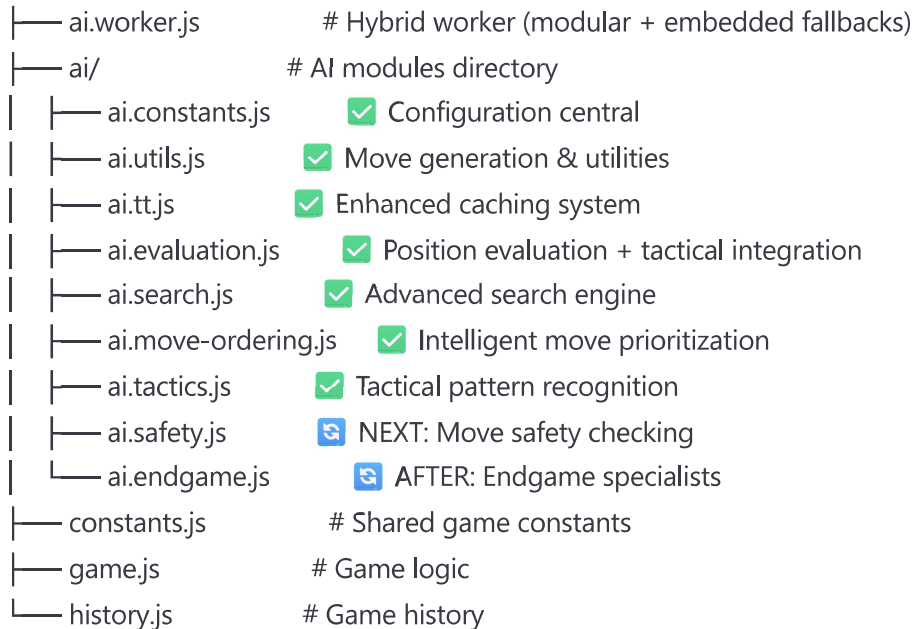 ├── ai.worker.js # Hybrid worker (modular + embedded fallbacks)
├── ai/ # AI modules directory
│ ├── ai.constants.js ✅ Configuration central
│ ├── ai.utils.js ✅ Move generation & utilities
│ ├── ai.tt.js ✅ Enhanced caching system
│ ├── ai.evaluation.js ✅ Position evaluation + tactical integration
│ ├── ai.search.js ✅ Advanced search engine
│ ├── ai.move-ordering.js ✅ Intelligent move prioritization
│ ├── ai.tactics.js ✅ Tactical pattern recognition
│ ├── ai.safety.js 🔄 NEXT: Move safety checking
│ └── ai.endgame.js 🔄 AFTER: Endgame specialists
├── constants.js # Shared game constants
├── game.js # Game logic
└── history.js # Game history